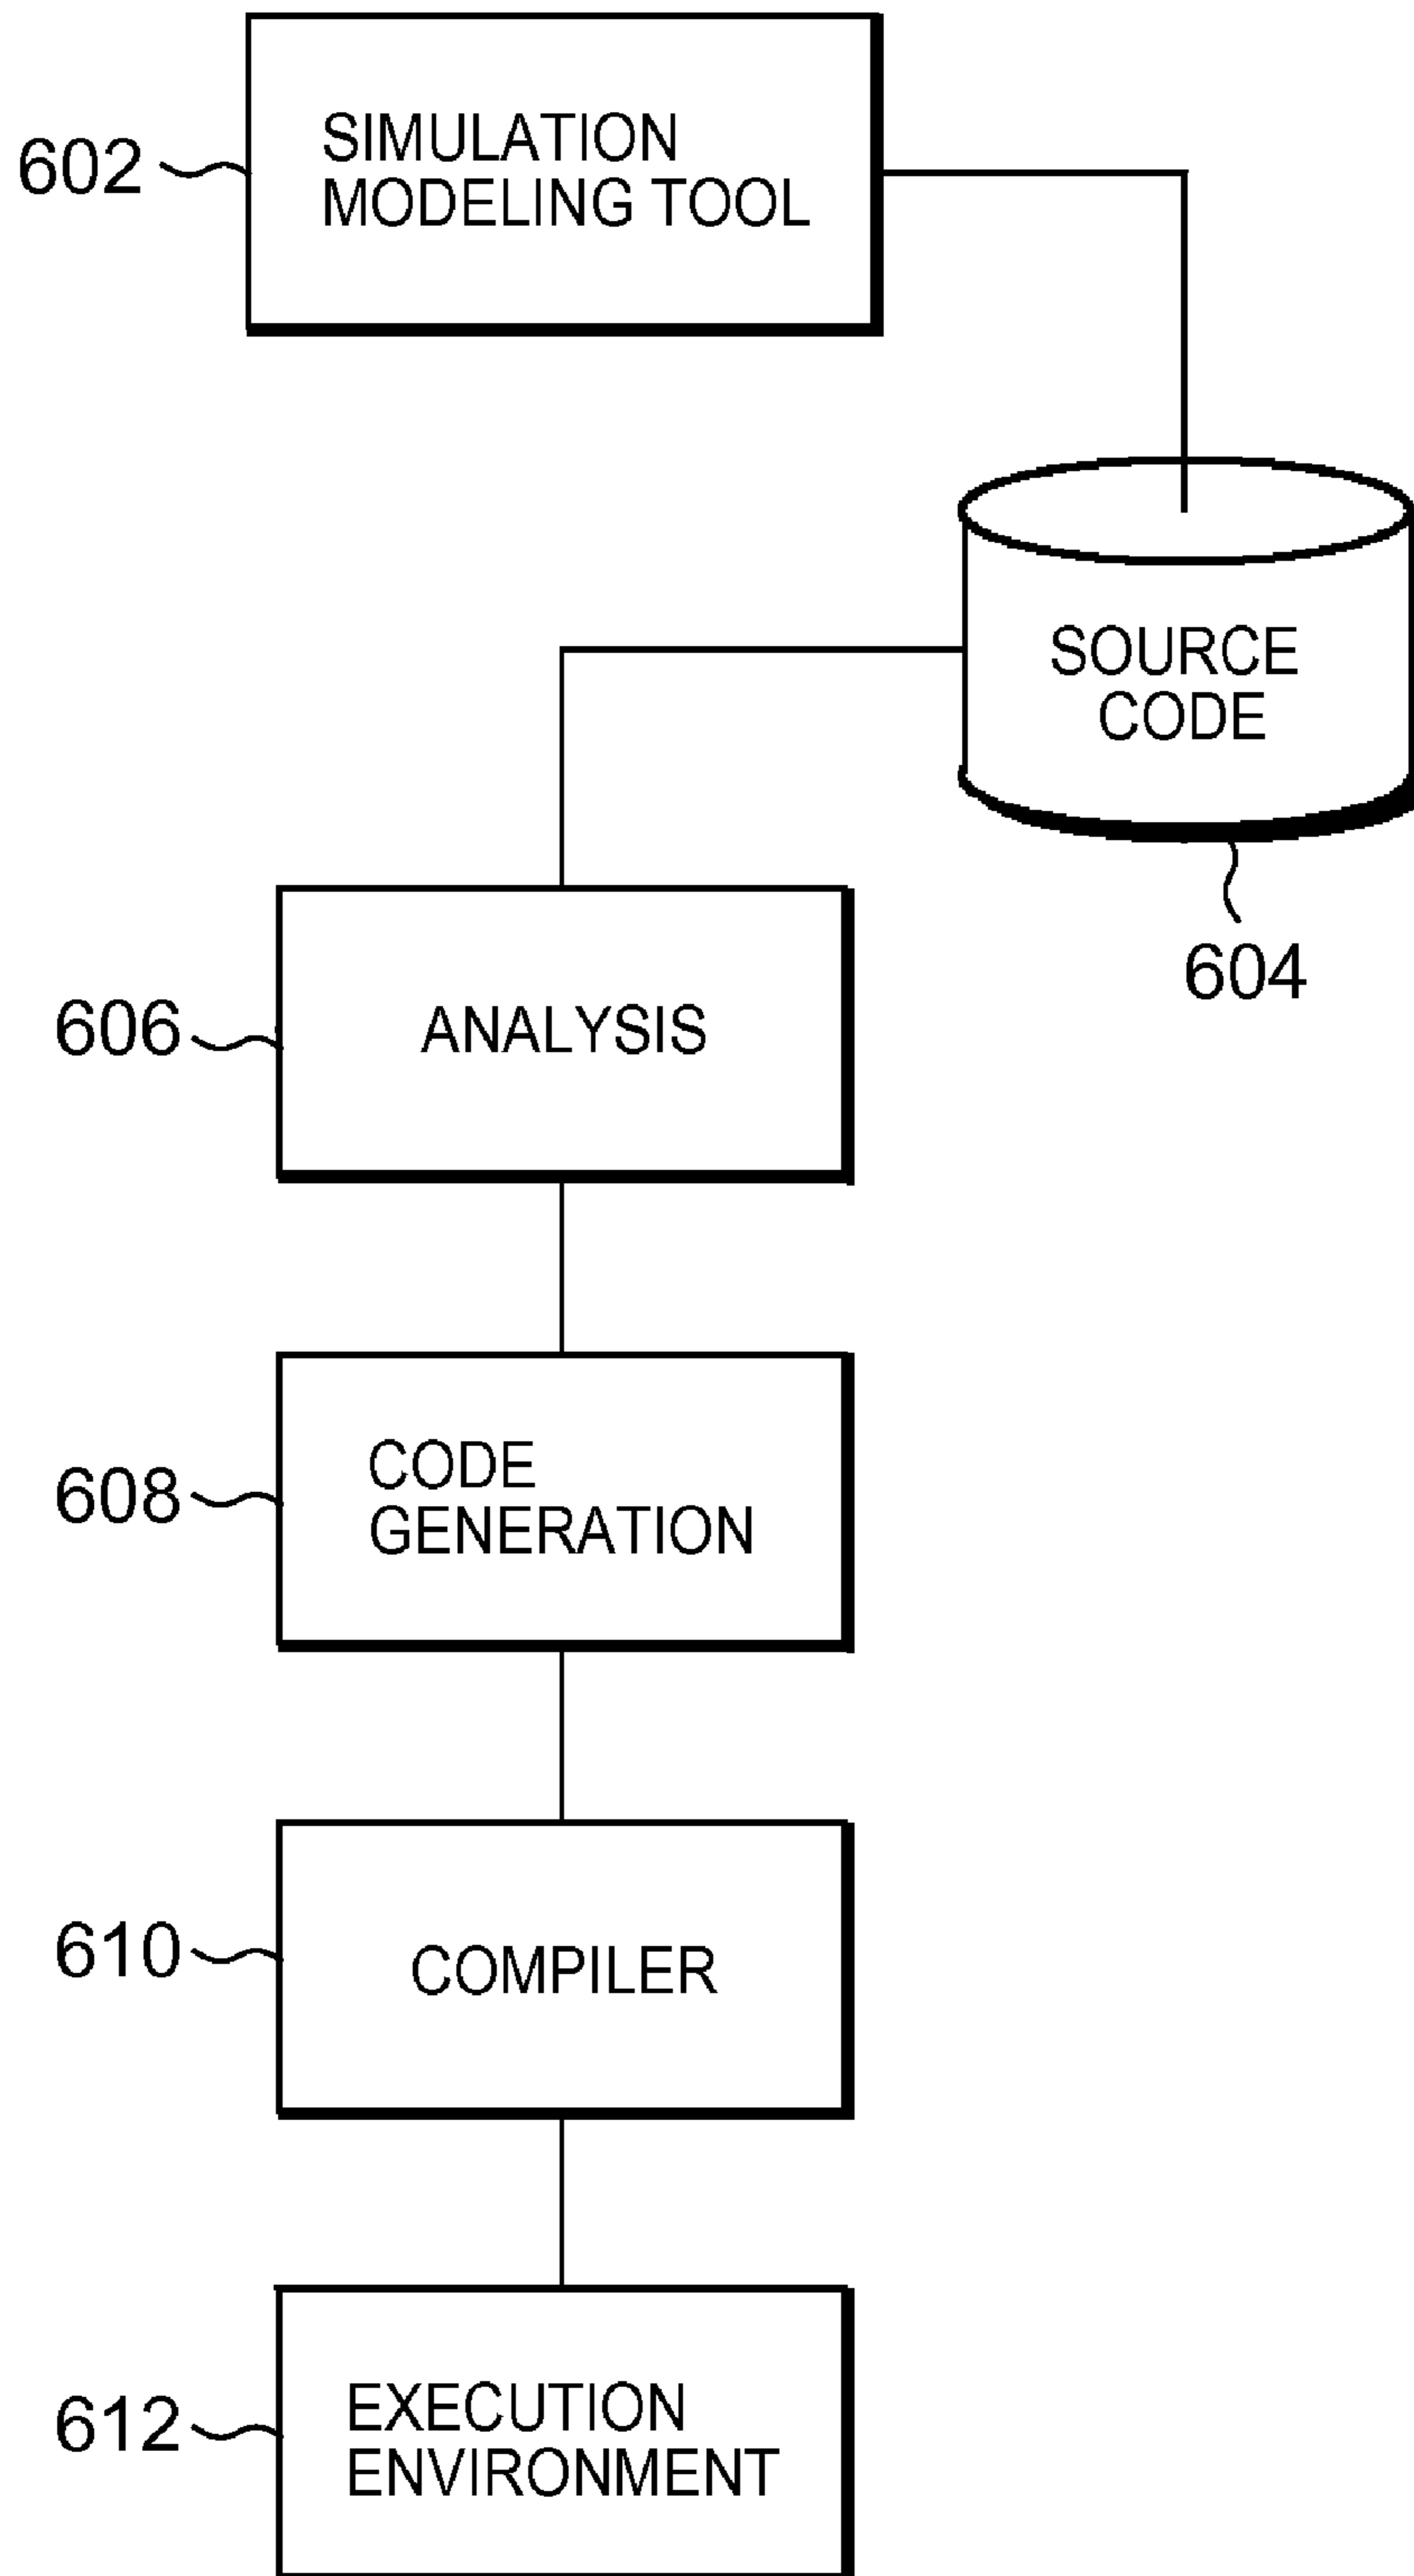 SIMULATION
MODELING TOOL
602
SOURCE
CODE
604
606
ANALYSIS
608
CODE
GENERATION
610
COMPILER
612
EXECUTION
ENVIRONMENT